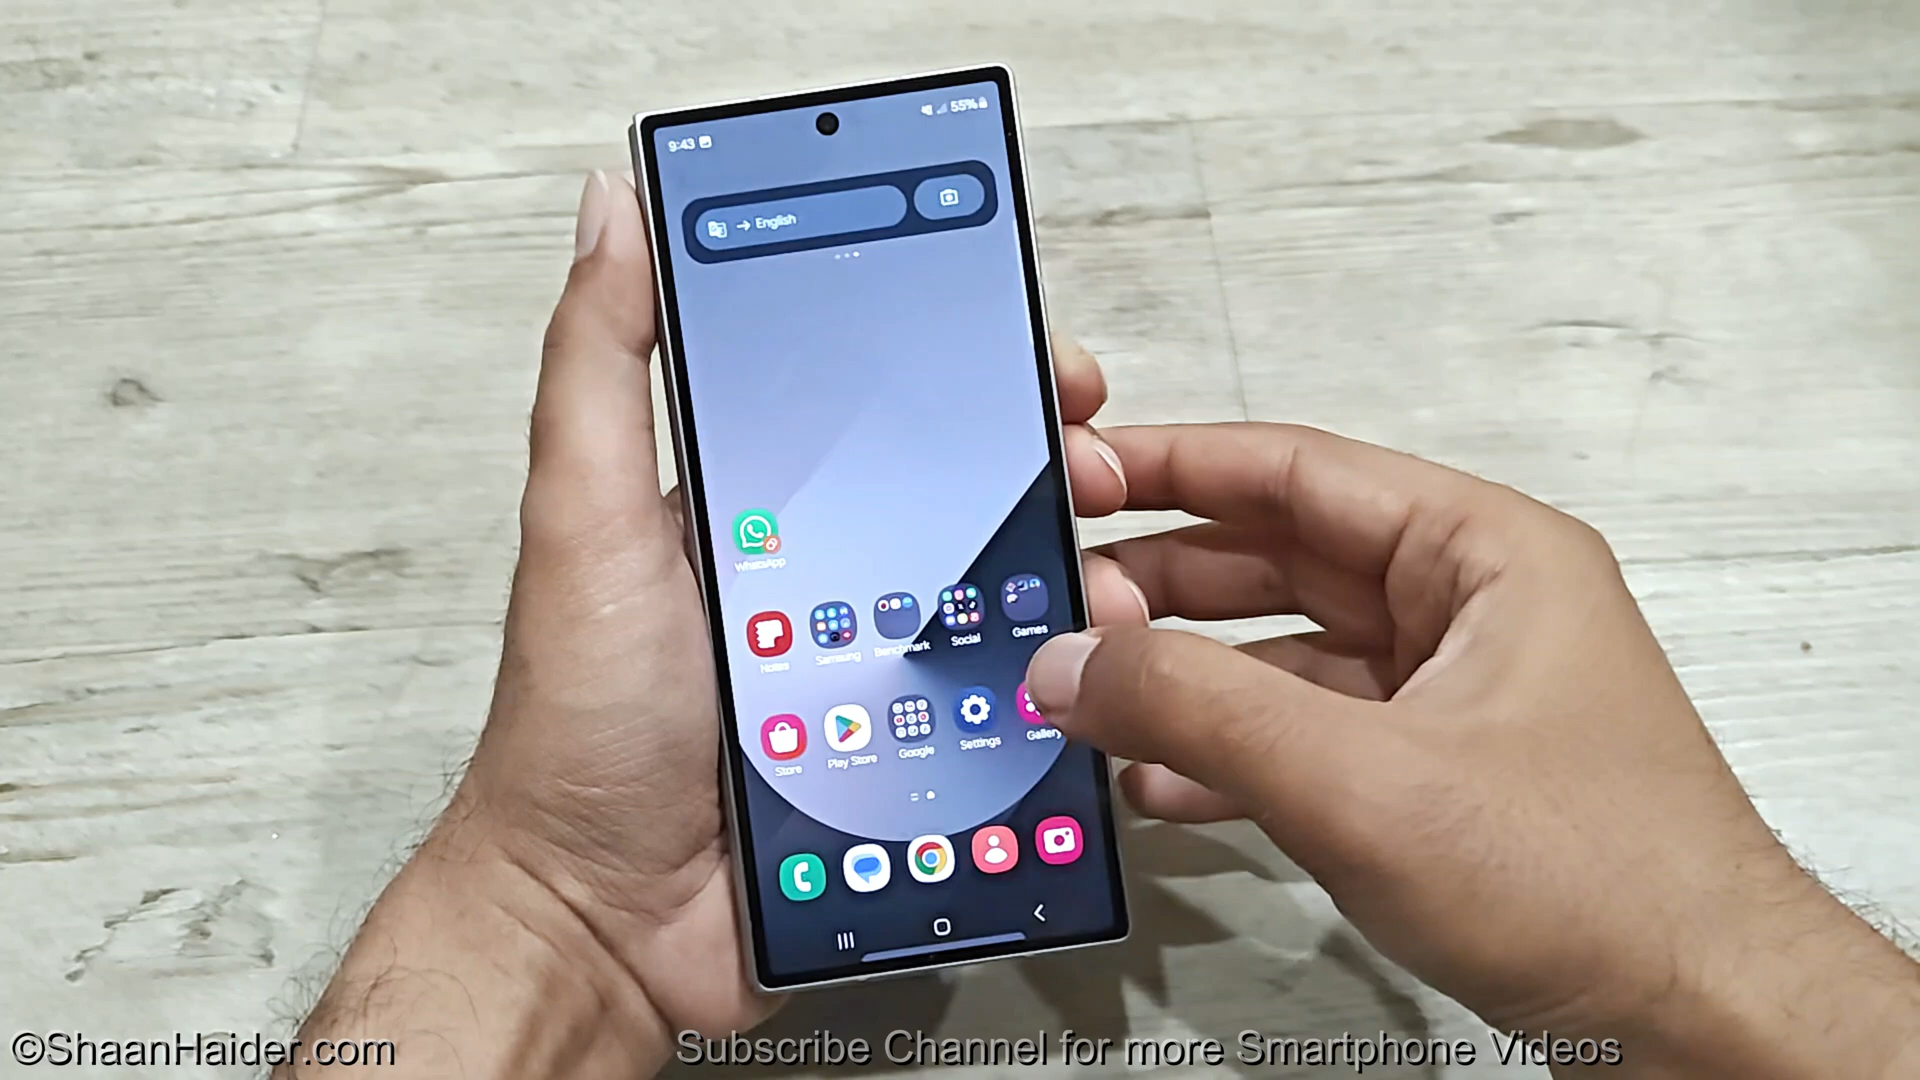 9:43
55%
English
WhatsApp
Notes
Samsung
Benchmark
Social
Games
Store
Play Store
Google
Settings
Gallery
©ShaanHaider.com
Subscribe Channel for more Smartphone Videos